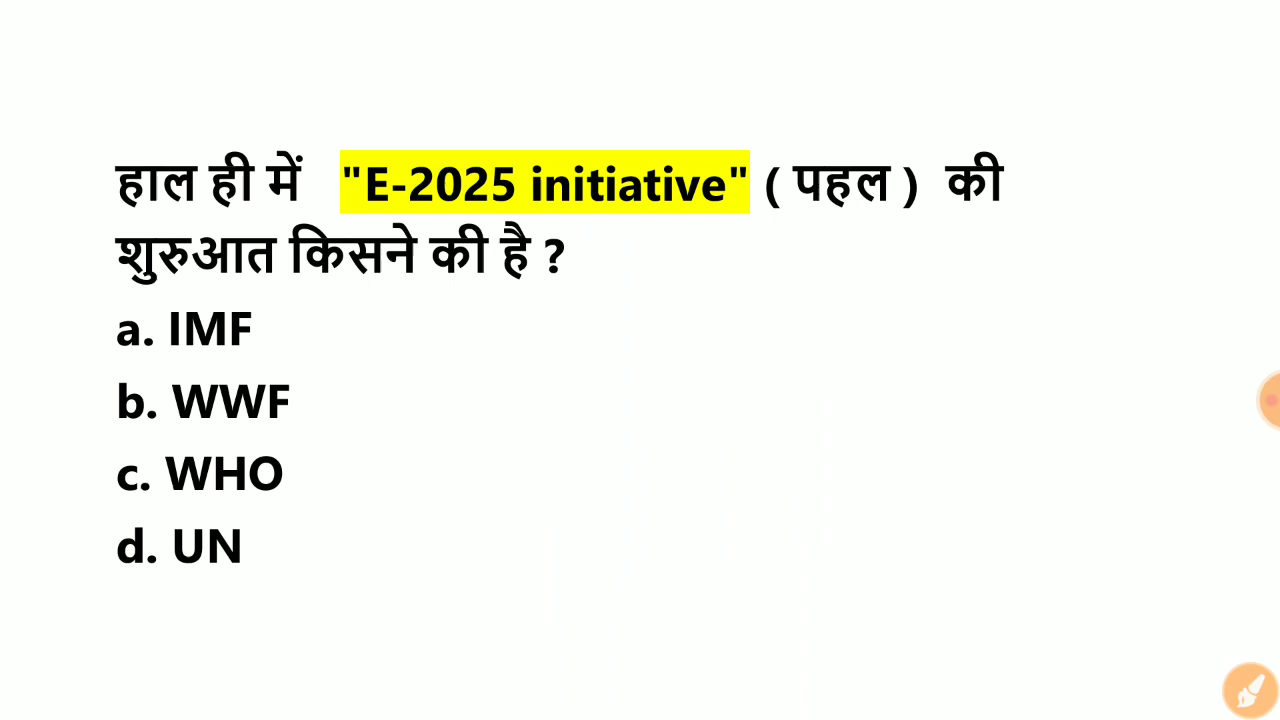 हाल ही में "E-2025 initiative" ( पहल ) की
शुरुआत किसने की है ?
a. IMF
b. WWF
c. WHO
d. UN